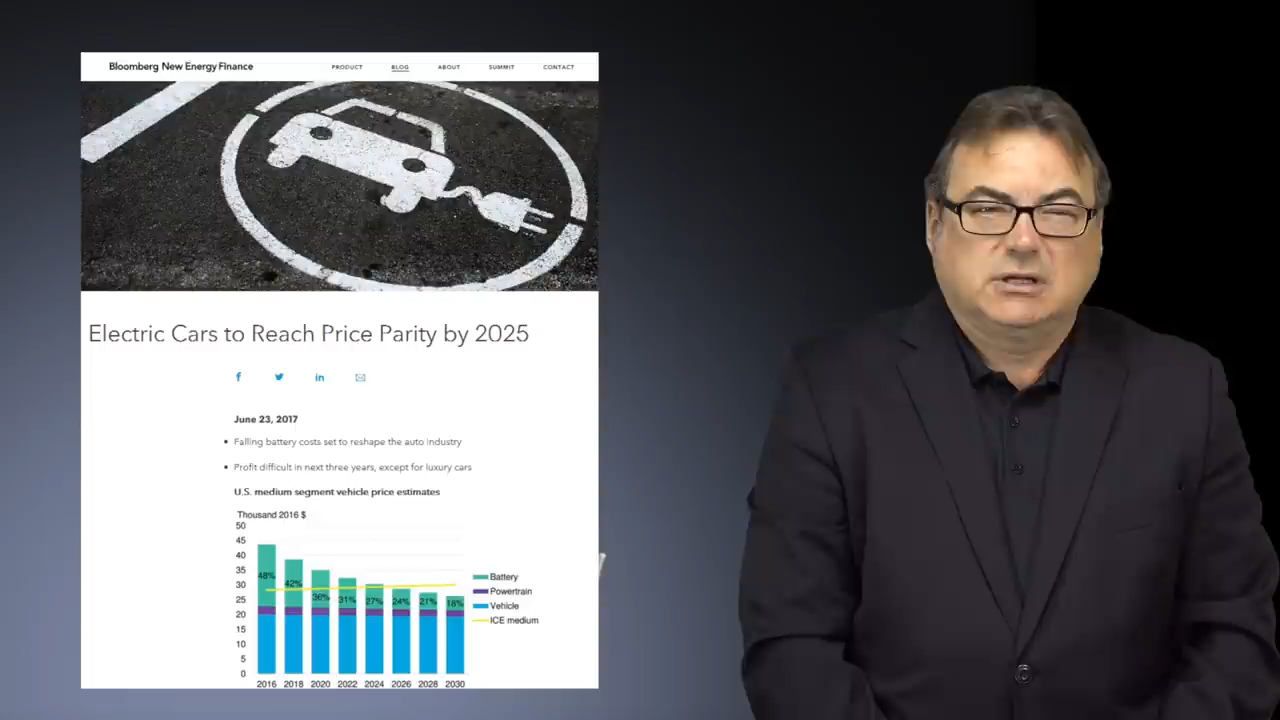 Bloomberg New Energy Finance
PRODUCT BLOG ABOUT SUMMIT CONTACT
Electric Cars to Reach Price Parity by 2025
June 23, 2017
Falling battery costs set to reshape the auto industry
Profit difficult in next three years, except for luxury cars
U.S. medium segment vehicle price estimates
Thousand 2016 $
50
45
40
35
30
25
20
15
10
5
0
48% 42% 36% 31% 27% 24% 21% 18%
Battery
Powertrain
Vehicle
ICE medium
2016 2018 2020 2022 2024 2026 2028 2030